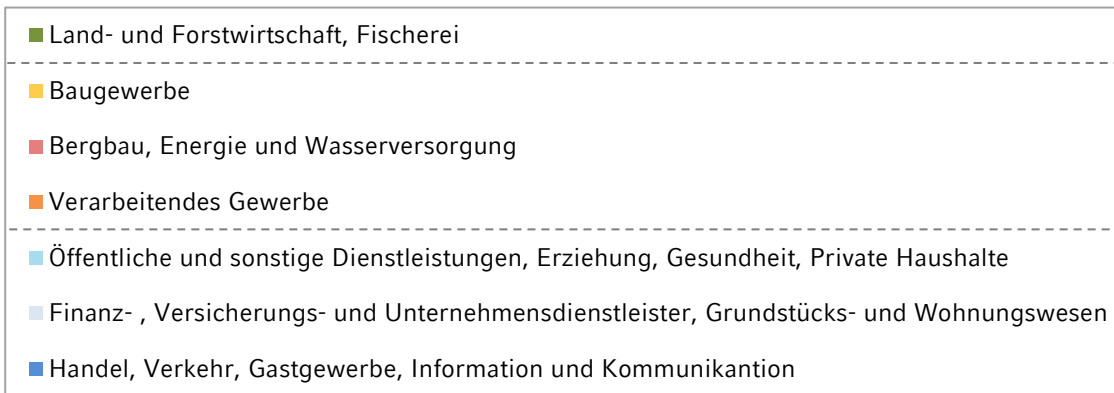 Land- und Forstwirtschaft, Fischerei
Baugewerbe
Bergbau, Energie und Wasserversorgung
Verarbeitendes Gewerbe
Öffentliche und sonstige Dienstleistungen, Erziehung, Gesundheit, Private Haushalte
Finanz- , Versicherungs- und Unternehmensdienstleister, Grundstücks- und Wohnungswesen
Handel, Verkehr, Gastgewerbe, Information und Kommunikantion